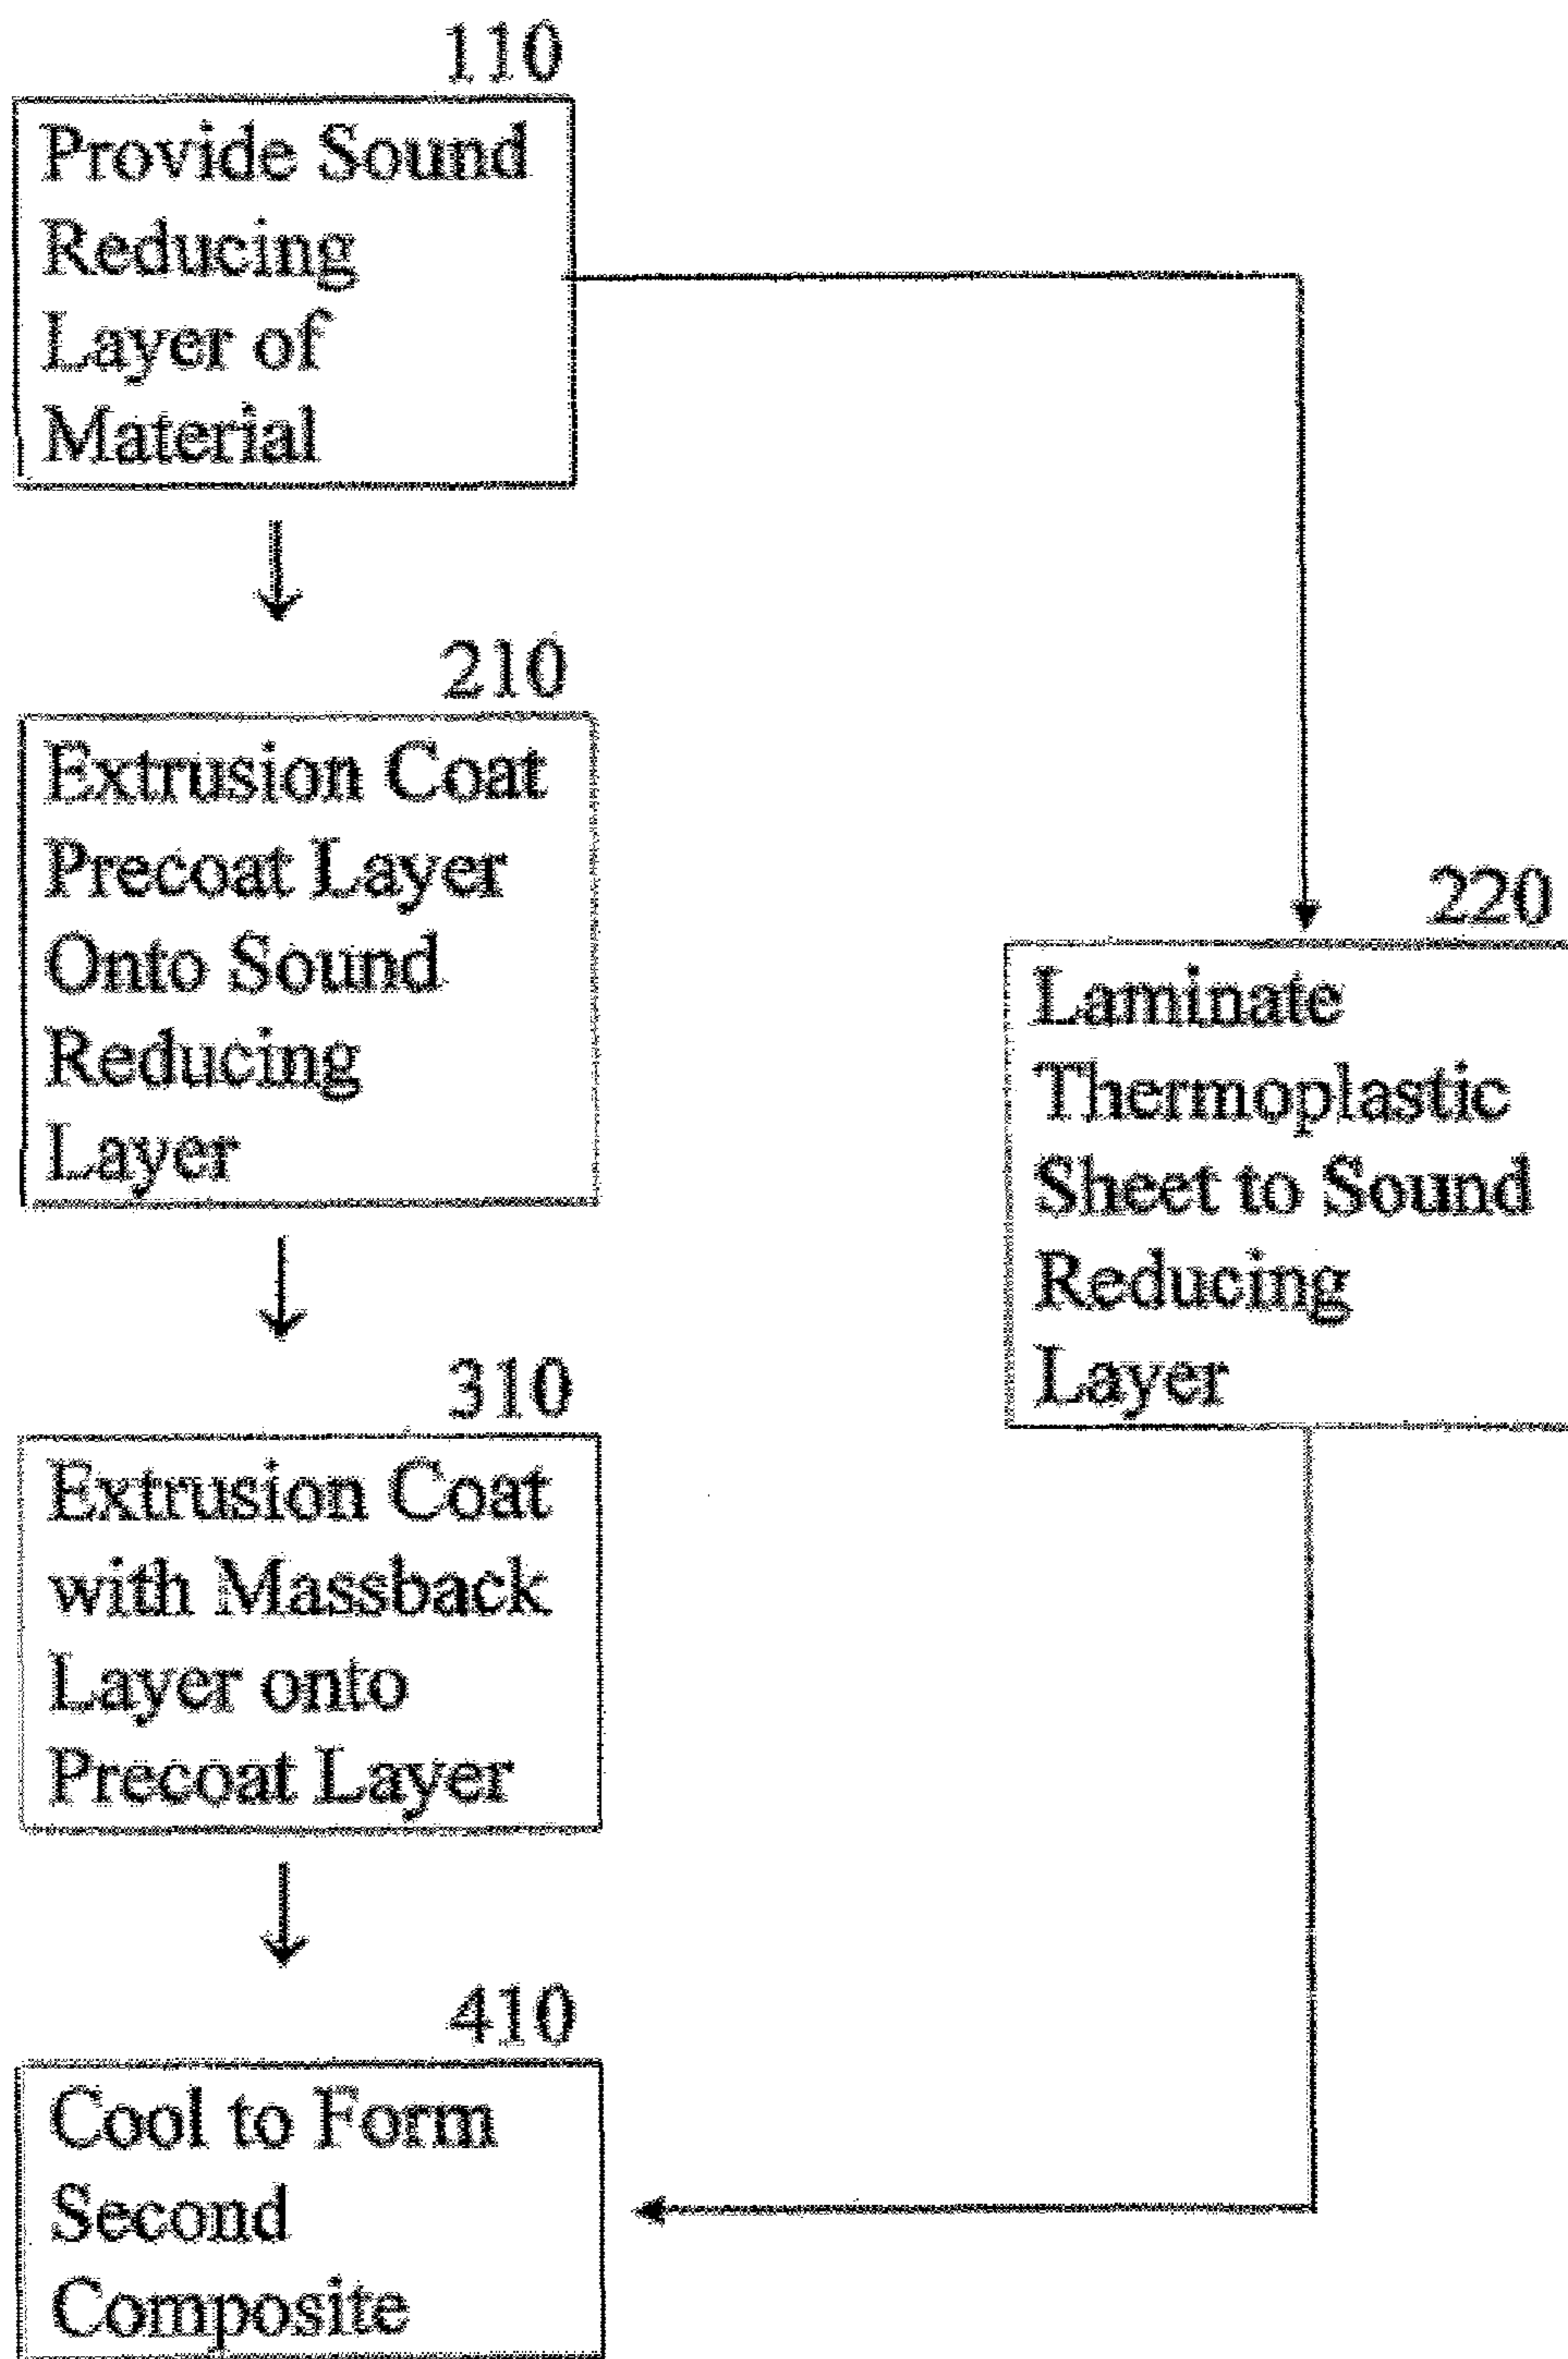 110
Provide Sound
Reducing
Layer of
Material
210
Extrusion Coat
Precoat Layer
Onto Sound
Reducing
Layer
220
Laminate
Thermoplastic
Sheet to Sound
Reducing
Layer
310
Extrusion Coat
with Massback
Layer onto
Precoat Layer
410
Cool to Form
Second
Composite